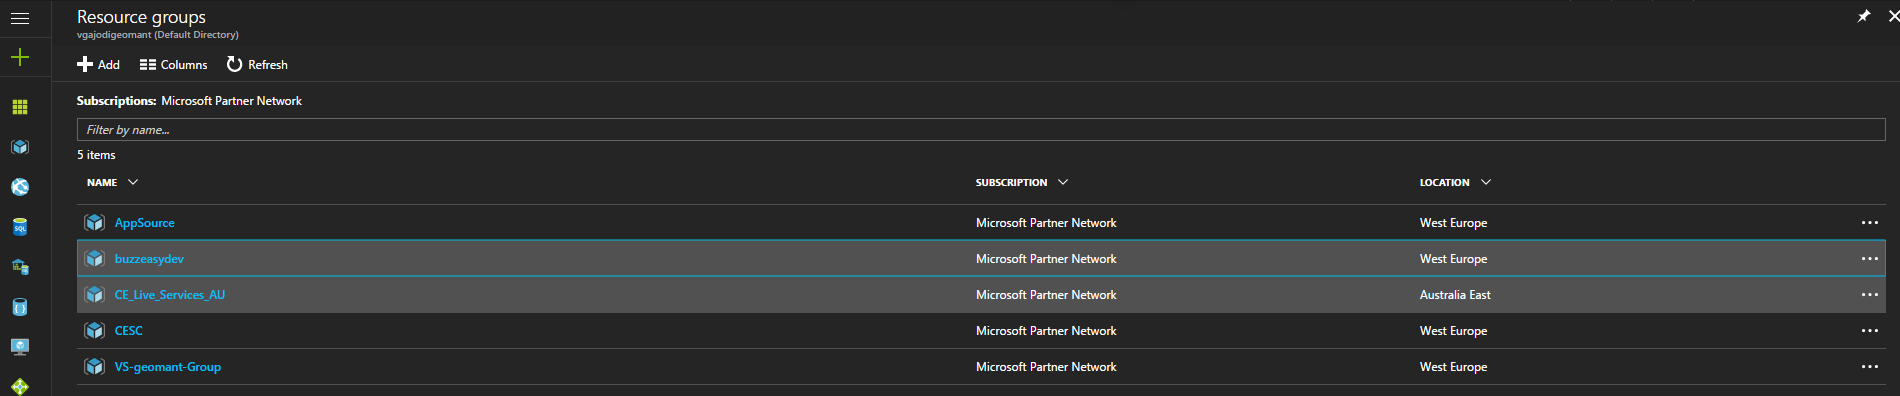 Resource groups
vgajodigeomant (Default Directory)
Add Columns Refresh
Subscriptions: Microsoft Partner Network
Filter by name...
5 items
NAME SUBSCRIPTION LOCATION
AppSource Microsoft Partner Network West Europe
buzzeasydev Microsoft Partner Network West Europe
CE_Live_Services_AU Microsoft Partner Network Australia East
CESC Microsoft Partner Network West Europe
VS-geomant-Group Microsoft Partner Network West Europe
SQL